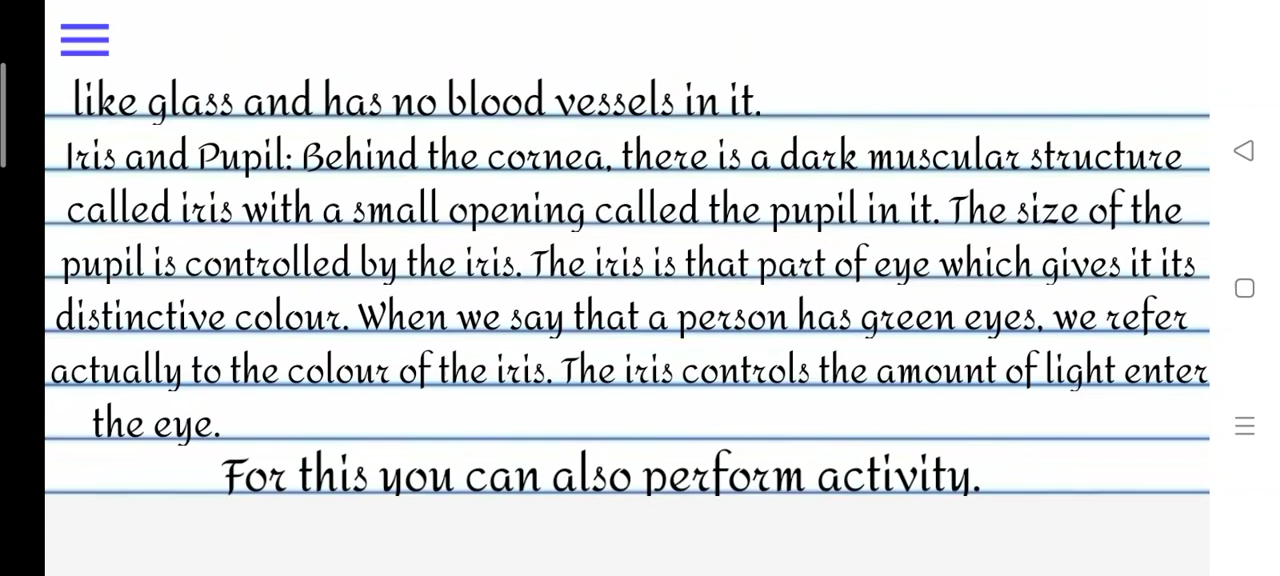 like glass and has no blood vessels in it.
Iris and Pupil: Behind the cornea, there is a dark muscular structure
called iris with a small opening called the pupil in it. The size of the
pupil is controlled by the iris. The iris is that part of eye which gives it its
distinctive colour. When we say that a person has green eyes, we refer
actually to the colour of the iris. The iris controls the amount of light enter
the eye.
For this you can also perform activity.